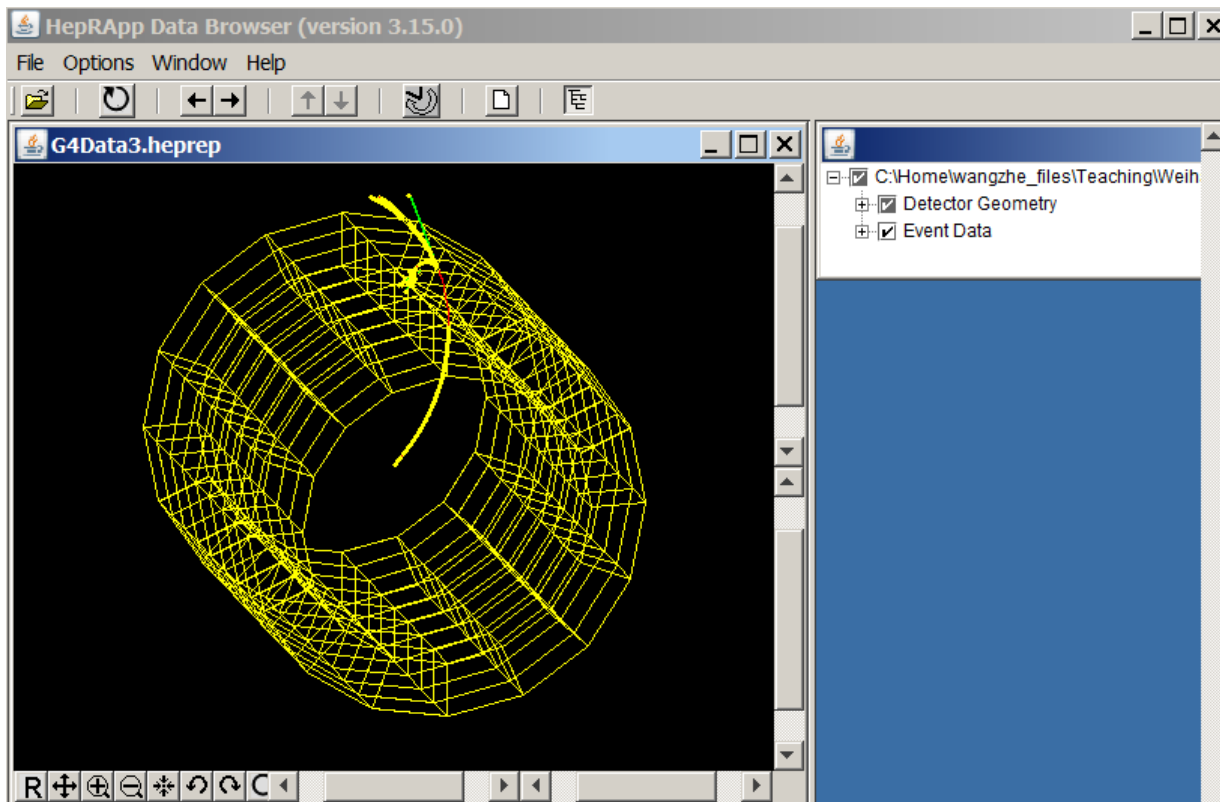 HepRApp Data Browser (version 3.15.0)
File Options Window Help
G4Data3.heprep
C:\Home\wangzhe_files\Teaching\Weih
Detector Geometry
Event Data
R